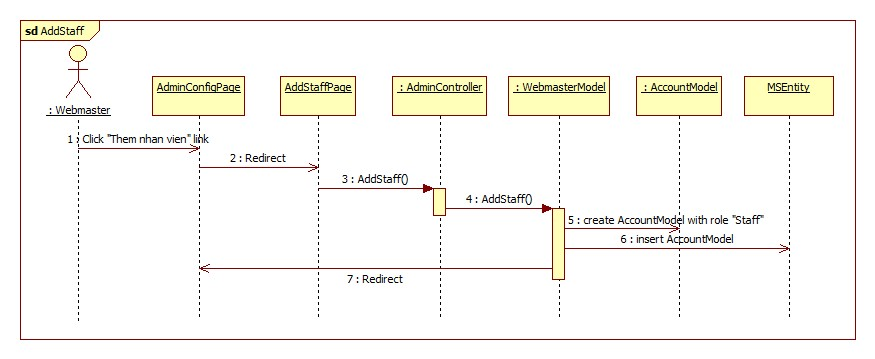 sd AddStaff
: Webmaster
AdminConfigPage
AddStaffPage
: AdminController
: WebmasterModel
: AccountModel
MSEntity
1 : Click "Them nhan vien" link
2 : Redirect
3 : AddStaff()
4 : AddStaff()
5 : create AccountModel with role "Staff"
6 : insert AccountModel
7 : Redirect